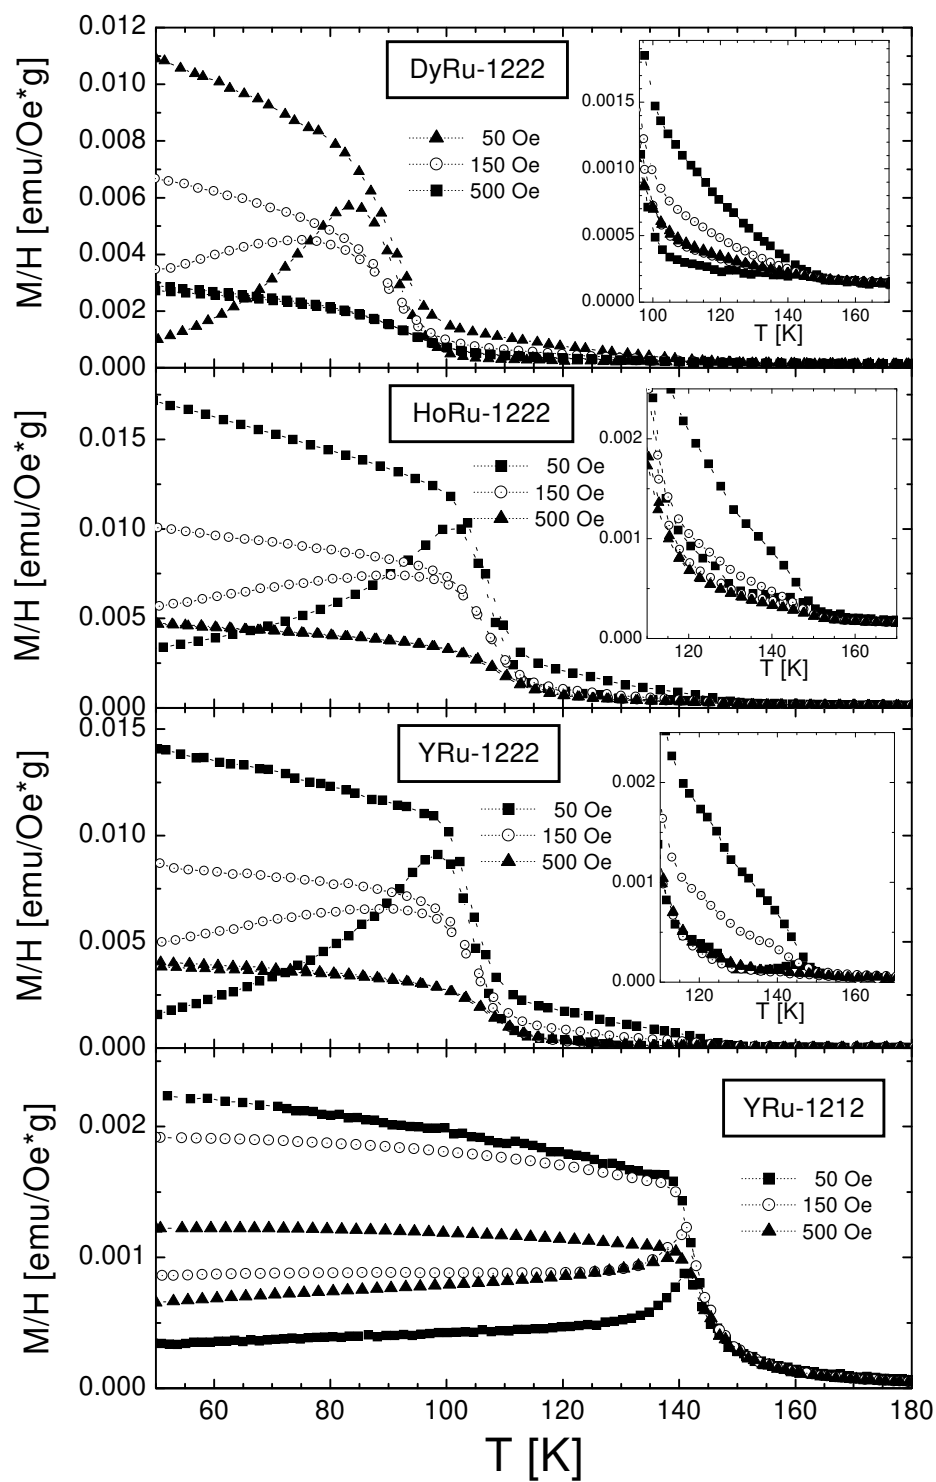 0.012
0.010
0.008
0.006
0.004
0.002
0.000
M/H [emu/Oe*g]
DyRu-1222
50 Oe
150 Oe
500 Oe
0.0015
0.0010
0.0005
0.0000
100 120 140 160
T [K]
0.015
0.010
0.005
0.000
M/H [emu/Oe*g]
HoRu-1222
50 Oe
150 Oe
500 Oe
0.002
0.001
0.000
120 140 160
T [K]
0.015
0.010
0.005
0.000
M/H [emu/Oe*g]
YRu-1222
50 Oe
150 Oe
500 Oe
0.002
0.001
0.000
120 140 160
T [K]
0.002
0.001
0.000
M/H [emu/Oe*g]
YRu-1212
50 Oe
150 Oe
500 Oe
60 80 100 120 140 160 180
T [K]